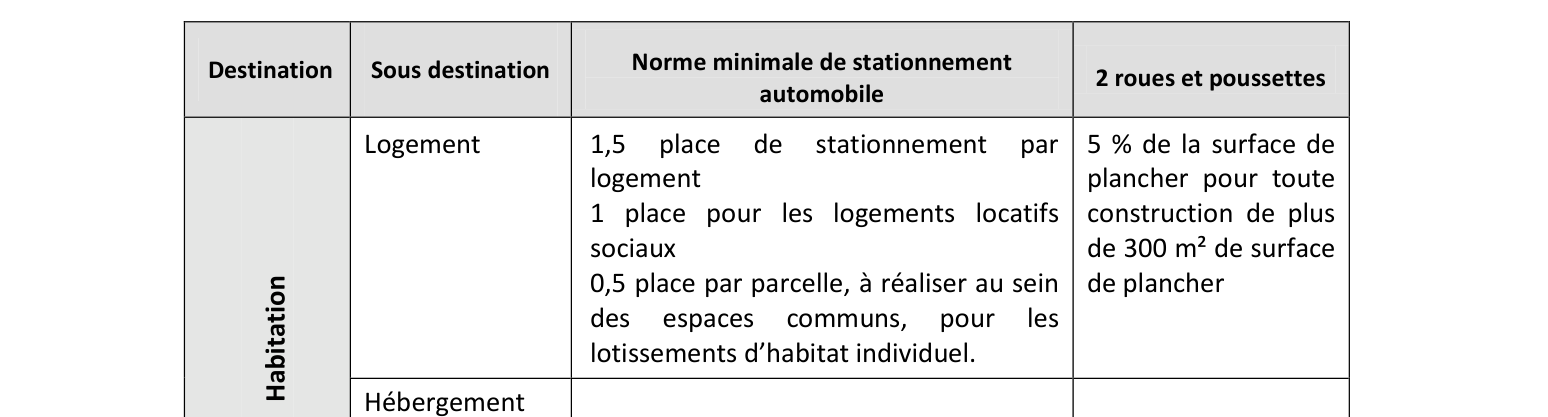 Destination
Sous destination
Norme minimale de stationnement
automobile
2 roues et poussettes
Habitation
Logement
1,5 place de stationnement par
logement
1 place pour les logements locatifs
sociaux
0,5 place par parcelle, à réaliser au sein
des espaces communs, pour les
lotissements d’habitat individuel.
5 % de la surface de
plancher pour toute
construction de plus
de 300 m² de surface
de plancher
Hébergement